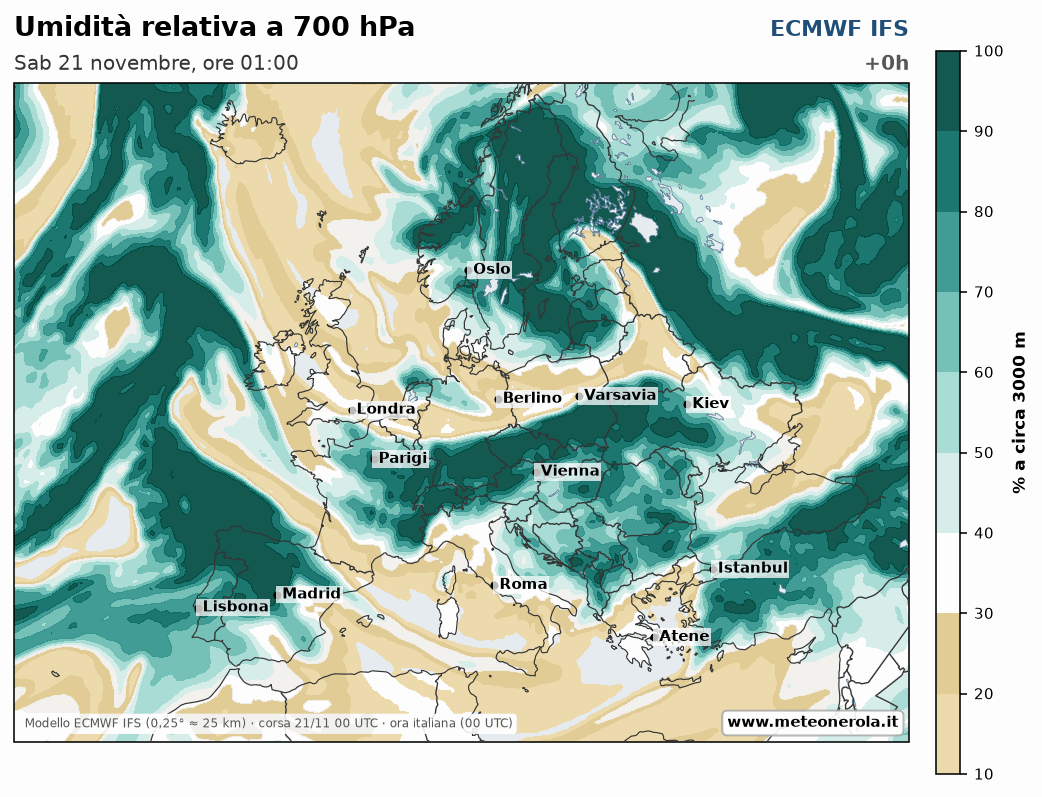 Umidità relativa a 700 hPa
ECMWF IFS
Sab 21 novembre, ore 01:00
+0h
100
90
80
70
60
50
40
30
20
10
% a circa 3000 m
Oslo
Londra
Berlino
Varsavia
Kiev
Parigi
Vienna
Istanbul
Roma
Madrid
Lisbona
Atene
Modello ECMWF IFS (0,25° ≈ 25 km) · corsa 21/11 00 UTC · ora italiana (00 UTC)
www.meteonerola.it